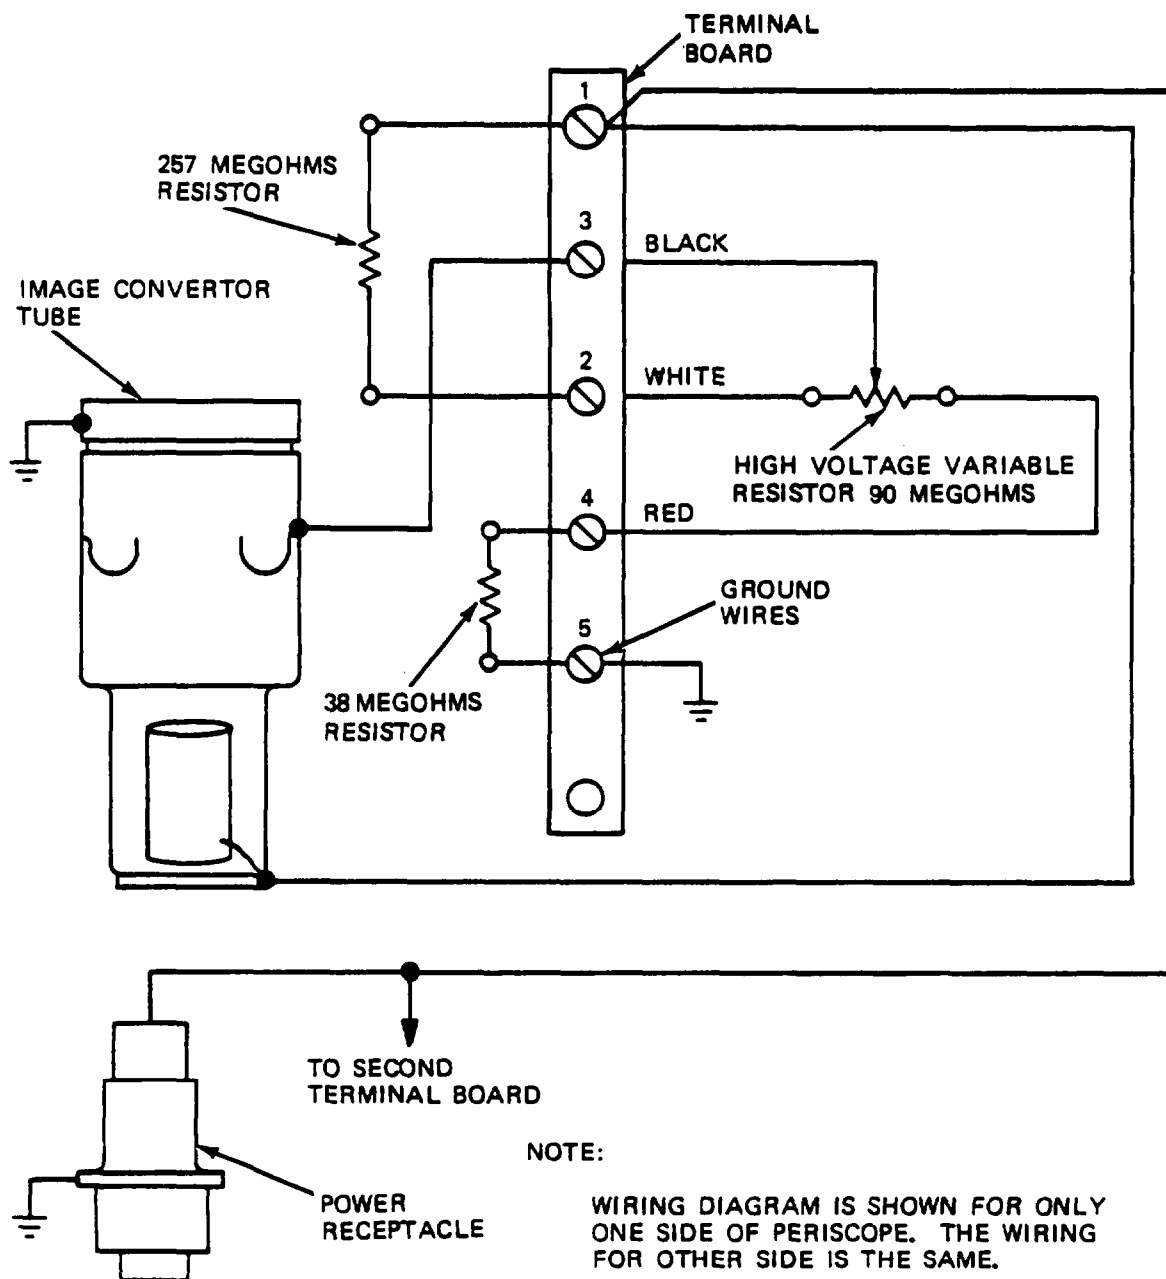 TERMINAL
BOARD
1
257 MEGOHMS
RESISTOR
3
BLACK
IMAGE CONVERTOR
TUBE
2
WHITE
HIGH VOLTAGE VARIABLE
RESISTOR 90 MEGOHMS
4
RED
GROUND
WIRES
5
38 MEGOHMS
RESISTOR
TO SECOND
TERMINAL BOARD
NOTE:
POWER
RECEPTACLE
WIRING DIAGRAM IS SHOWN FOR ONLY
ONE SIDE OF PERISCOPE. THE WIRING
FOR OTHER SIDE IS THE SAME.